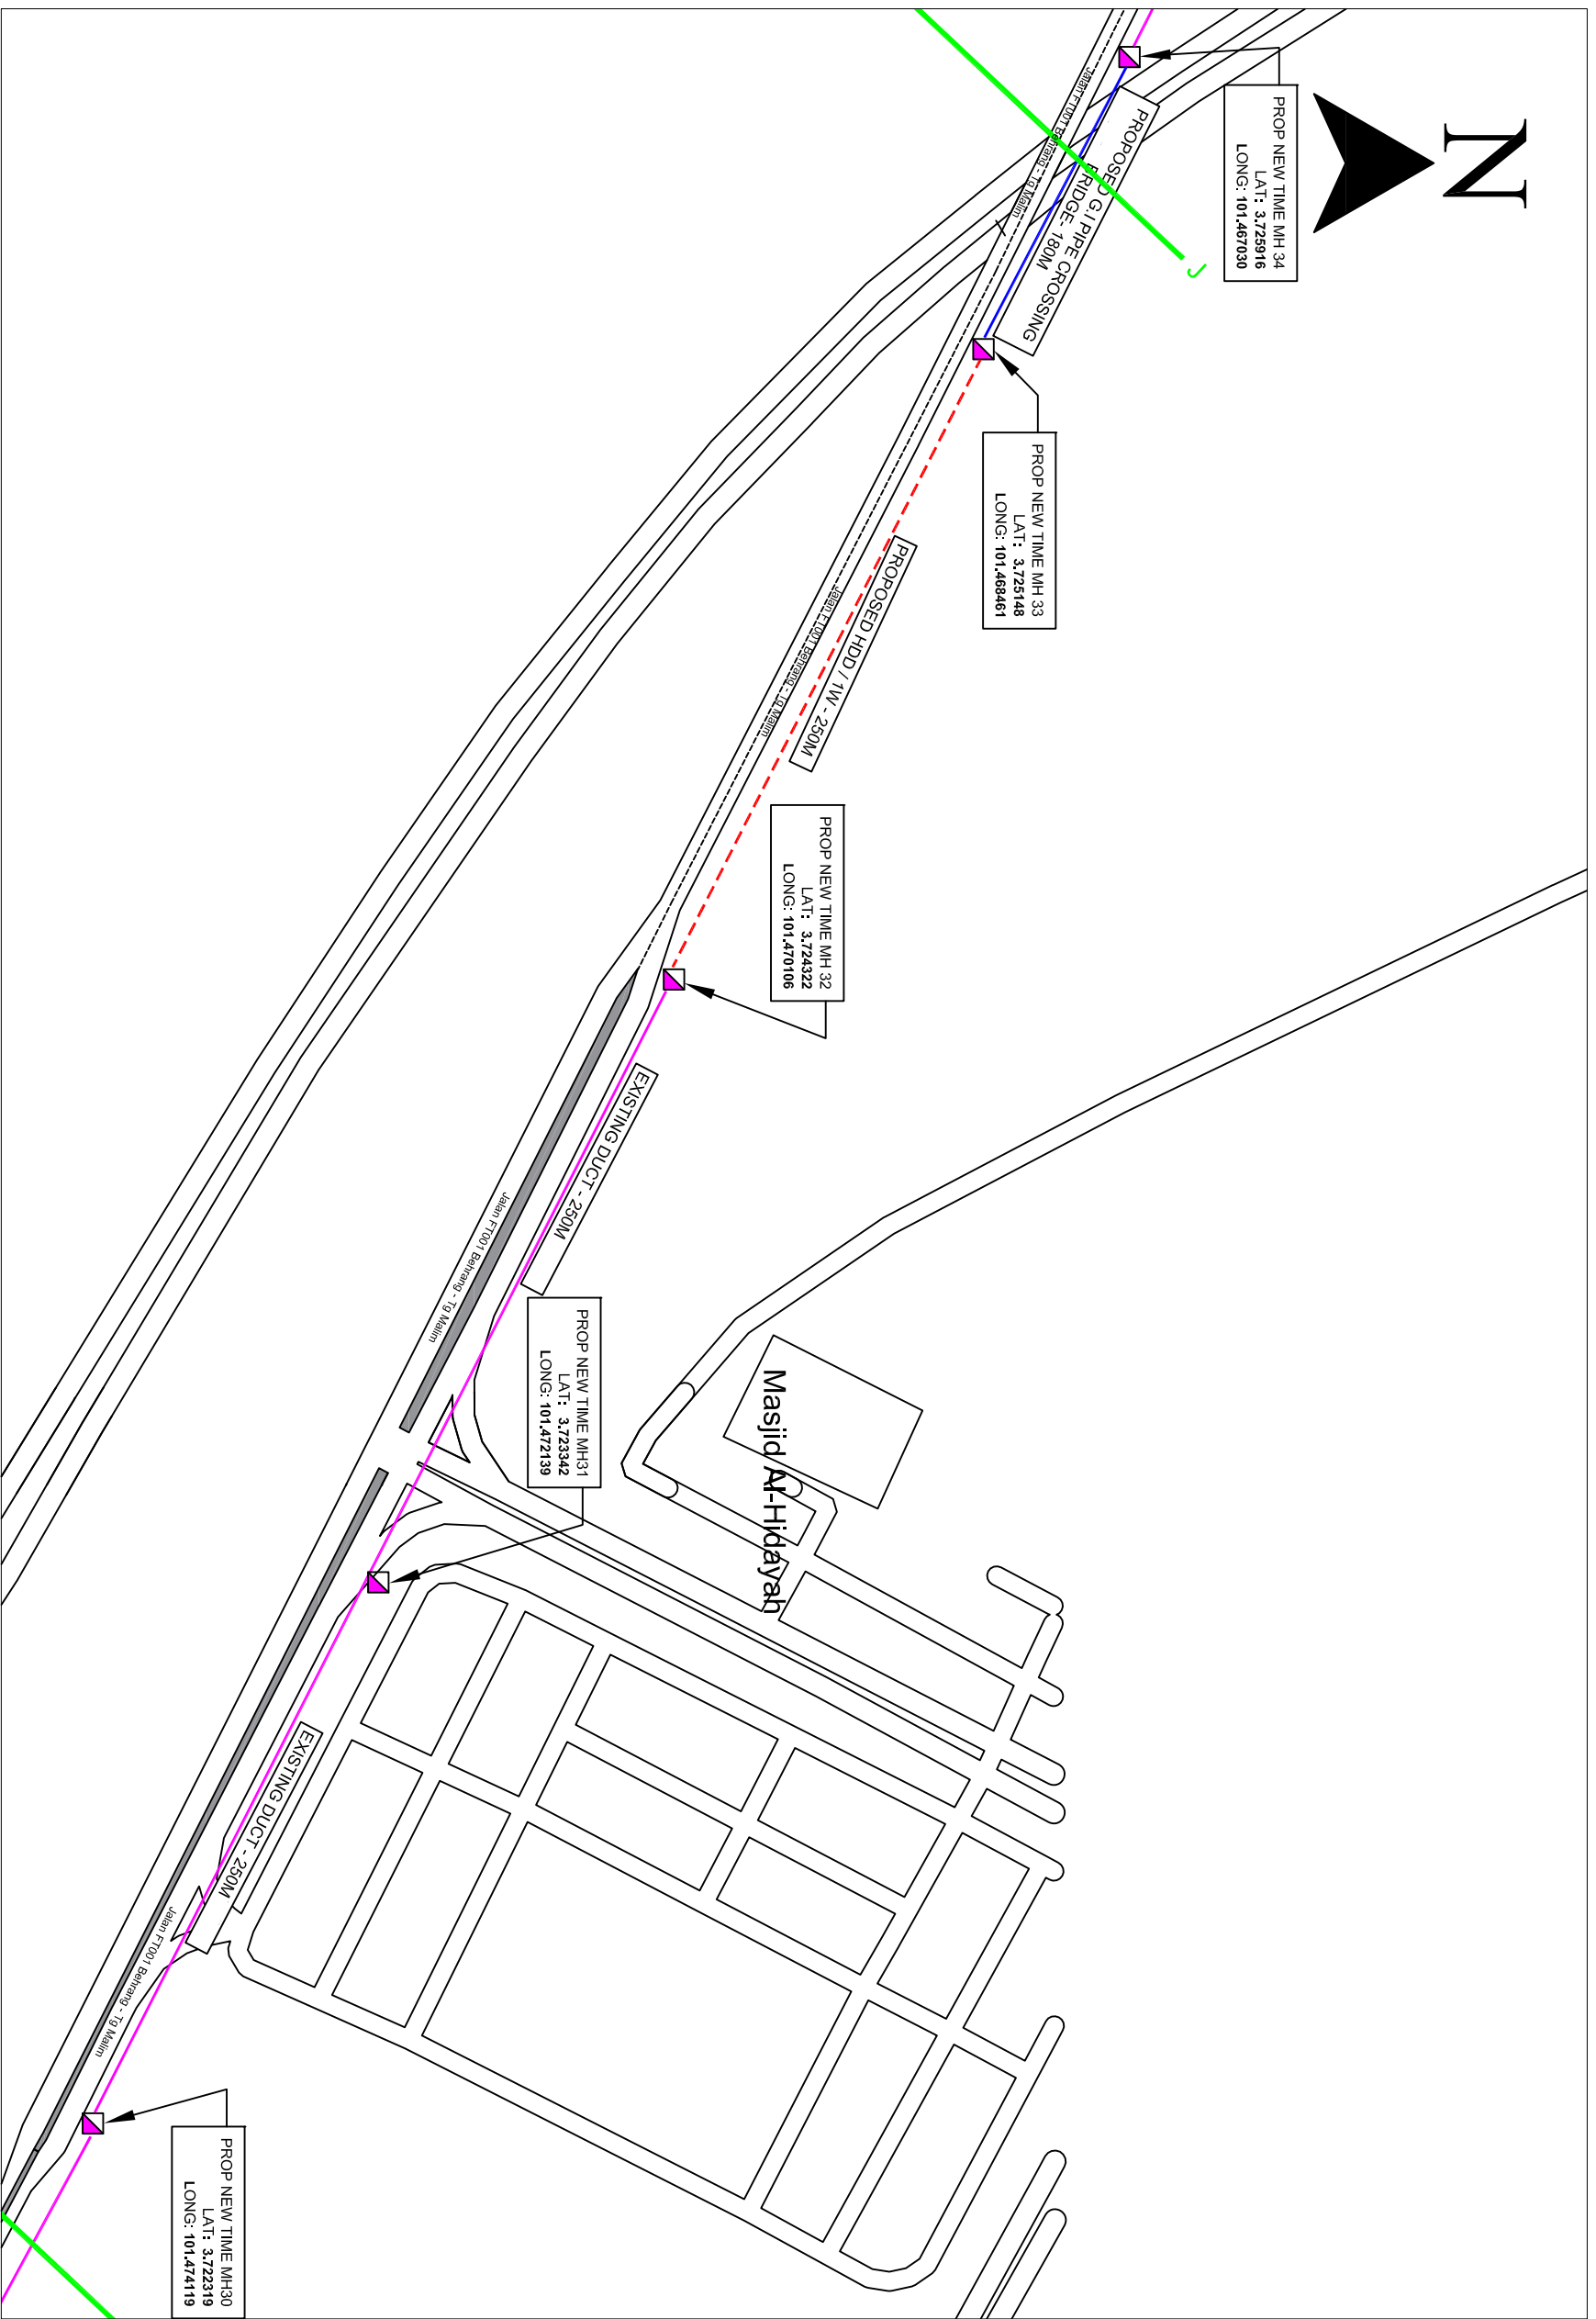 N
PROP NEW TIME MH 34
LAT: 3.725916
LONG: 101.467030
J
PROPOSED G.I PIPE CROSSING
BRIDGE- 180M
Jalan FT001 Behrang - Tg Malim
PROP NEW TIME MH 33
LAT: 3.725148
LONG: 101.468461
PROPOSED HDD / 1W - 250M
Jalan FT001 Behrang - Tg Malim
PROP NEW TIME MH 32
LAT: 3.724322
LONG: 101.470106
EXISTING DUCT - 250M
Jalan FT001 Behrang - Tg Malim
PROP NEW TIME MH31
LAT: 3.723342
LONG: 101.472139
Masjid Al-Hidayah
EXISTING DUCT - 250M
Jalan FT001 Behrang - Tg Malim
PROP NEW TIME MH30
LAT: 3.722319
LONG: 101.474119